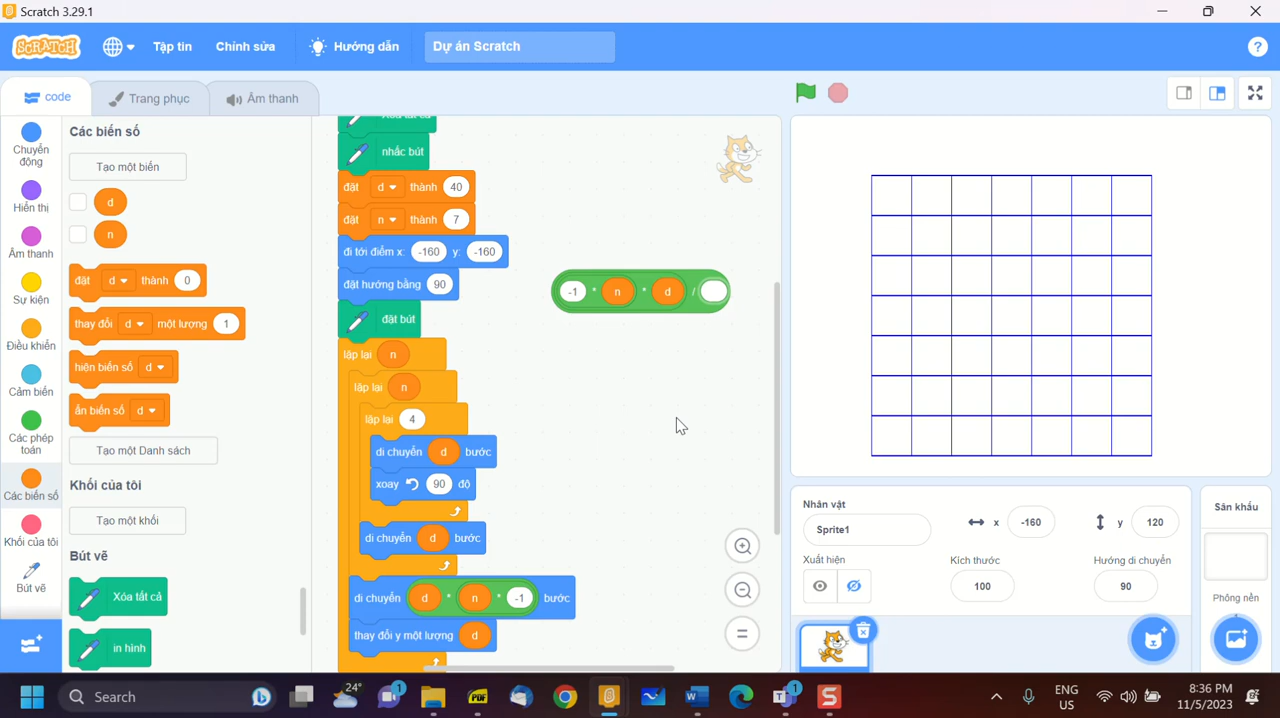 Scratch 3.29.1
SCRATCH
Tập tin
Chỉnh sửa
Hướng dẫn
Dự án Scratch
?
code
Trang phục
Âm thanh
Chuyển động
Hiển thị
Âm thanh
Sự kiện
Điều khiển
Cảm biến
Các phép toán
Các biến số
Khối của tôi
Bút vẽ
Các biến số
Tạo một biến
d
n
đặt d thành 0
thay đổi d một lượng 1
hiện biến số d
ẩn biến số d
Tạo một Danh sách
Khối của tôi
Tạo một khối
Bút vẽ
Xóa tất cả
in hình
Xóa tất cả
nhấc bút
đặt d thành 40
đặt n thành 7
đi tới điểm x: -160 y: -160
đặt hướng bằng 90
đặt bút
lặp lại n
lặp lại n
lặp lại 4
di chuyển d bước
xoay 90 độ
di chuyển d bước
di chuyển d * n * -1 bước
thay đổi y một lượng d
-1 * n * d /
Nhân vật
Sprite1
x -160
y 120
Xuất hiện
Kích thước
100
Hướng di chuyển
90
Sân khấu
Phông nền
Search
24°
1
PDF
1
ENG
US
8:36 PM
11/5/2023